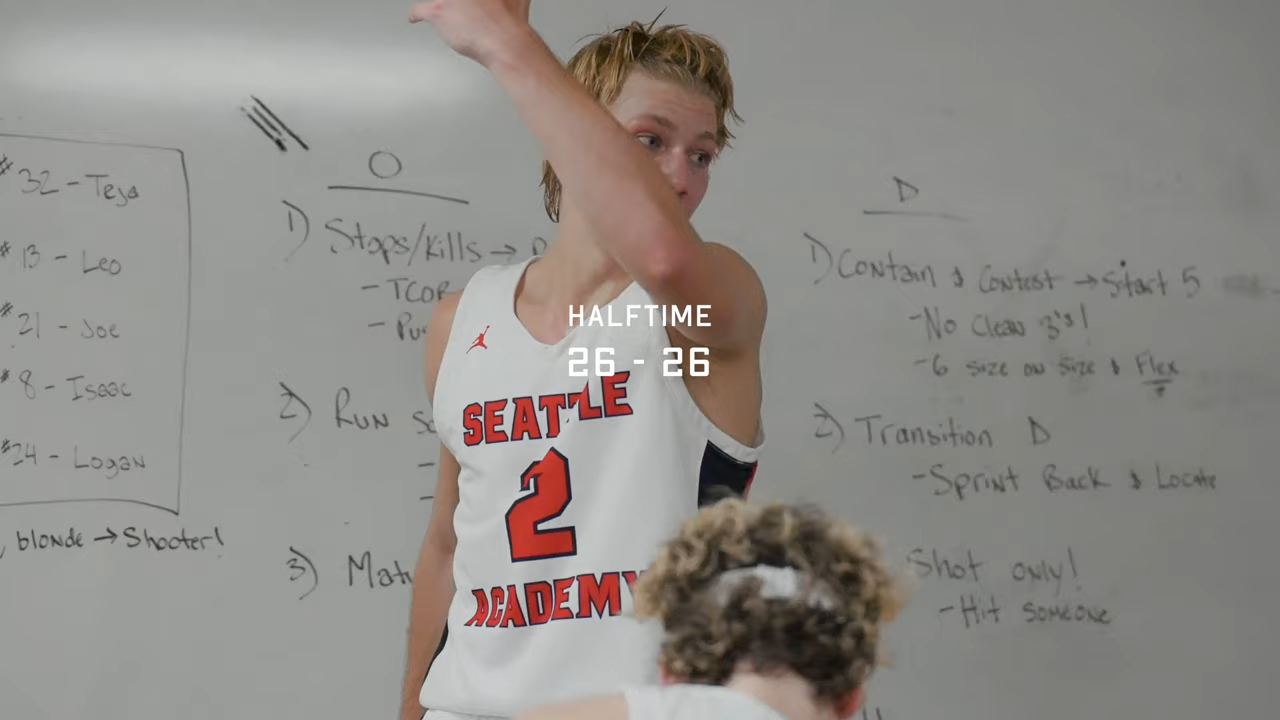 #32 - Teja
#13 - Leo
#21 - Joe
#8 - Isaac
#24 - Logan
, blonde → Shooter!
O
1) Stops/Kills →
- TCOP
2) Run
3)
HALFTIME
26 - 26
SEATTLE
2
ACADEMY
D
1) Contain & Contest → Start 5
- No Clean 3's!
- 6 size on size & Flex
2) Transition D
- Sprint Back & Locate
Shot only!
- Hit someone